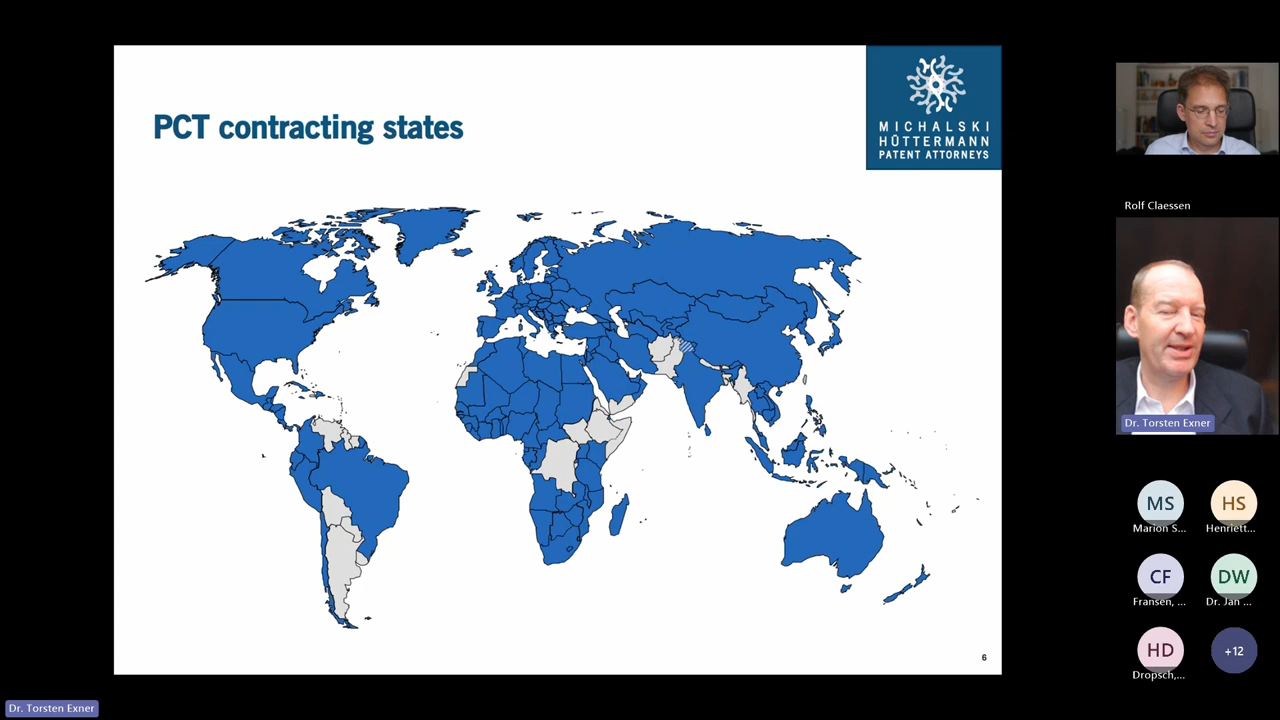 PCT contracting states
MICHALSKI
HÜTTERMANN
PATENT ATTORNEYS
6
Rolf Claessen
Dr. Torsten Exner
MS
Marion S...
HS
Henriett...
CF
Fransen, ...
DW
Dr. Jan ...
HD
Dropsch,...
+12
Dr. Torsten Exner